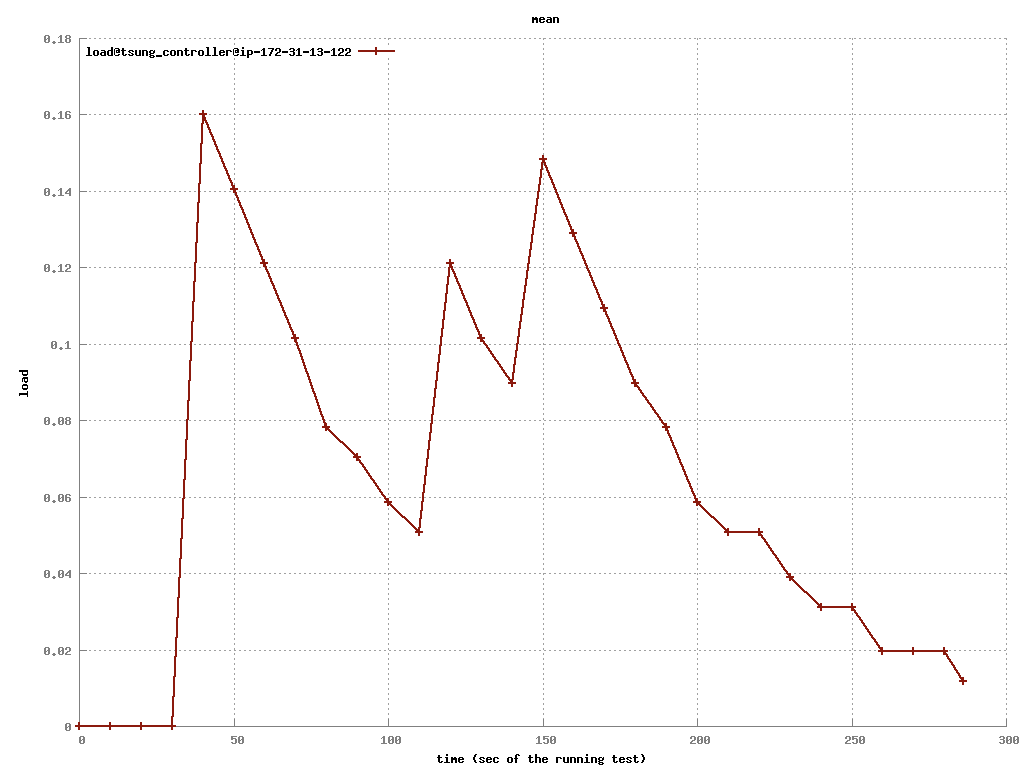 mean
load@tsung_controller@ip-172-31-13-122
0.18
0.16
0.14
0.12
0.1
0.08
0.06
0.04
0.02
0
load
0 50 100 150 200 250 300
time (sec of the running test)